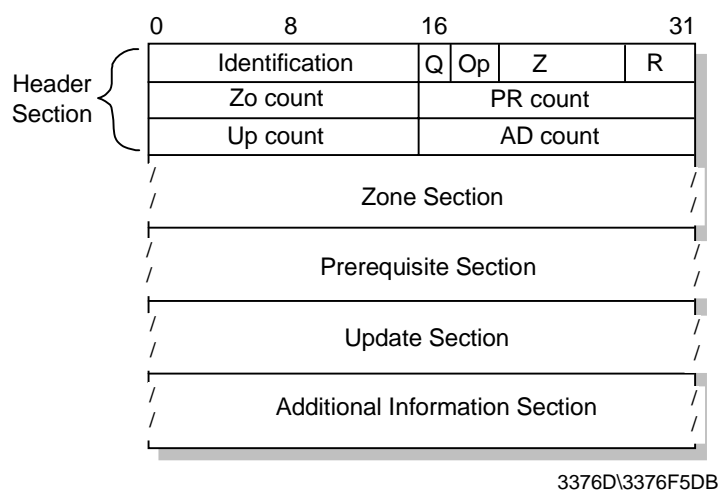 0 8 16 31
Header
Section
Identification Q Op Z R
Zo count PR count
Up count AD count
Zone Section
Prerequisite Section
Update Section
Additional Information Section
3376D\3376F5DB